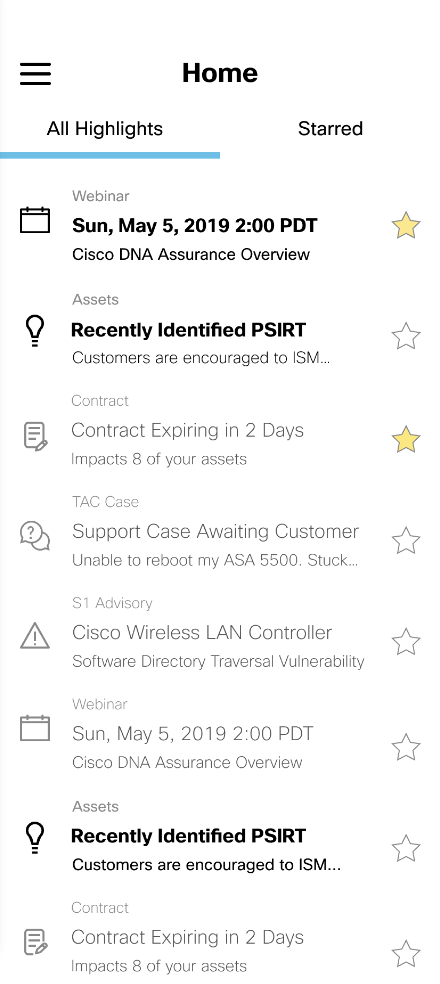 Home
All Highlights
Starred
Webinar
Sun, May 5, 2019 2:00 PDT
Cisco DNA Assurance Overview
Assets
Recently Identified PSIRT
Customers are encouraged to ISM...
Contract
Contract Expiring in 2 Days
Impacts 8 of your assets
TAC Case
Support Case Awaiting Customer
Unable to reboot my ASA 5500. Stuck...
S1 Advisory
Cisco Wireless LAN Controller
Software Directory Traversal Vulnerability
Webinar
Sun, May 5, 2019 2:00 PDT
Cisco DNA Assurance Overview
Assets
Recently Identified PSIRT
Customers are encouraged to ISM...
Contract
Contract Expiring in 2 Days
Impacts 8 of your assets